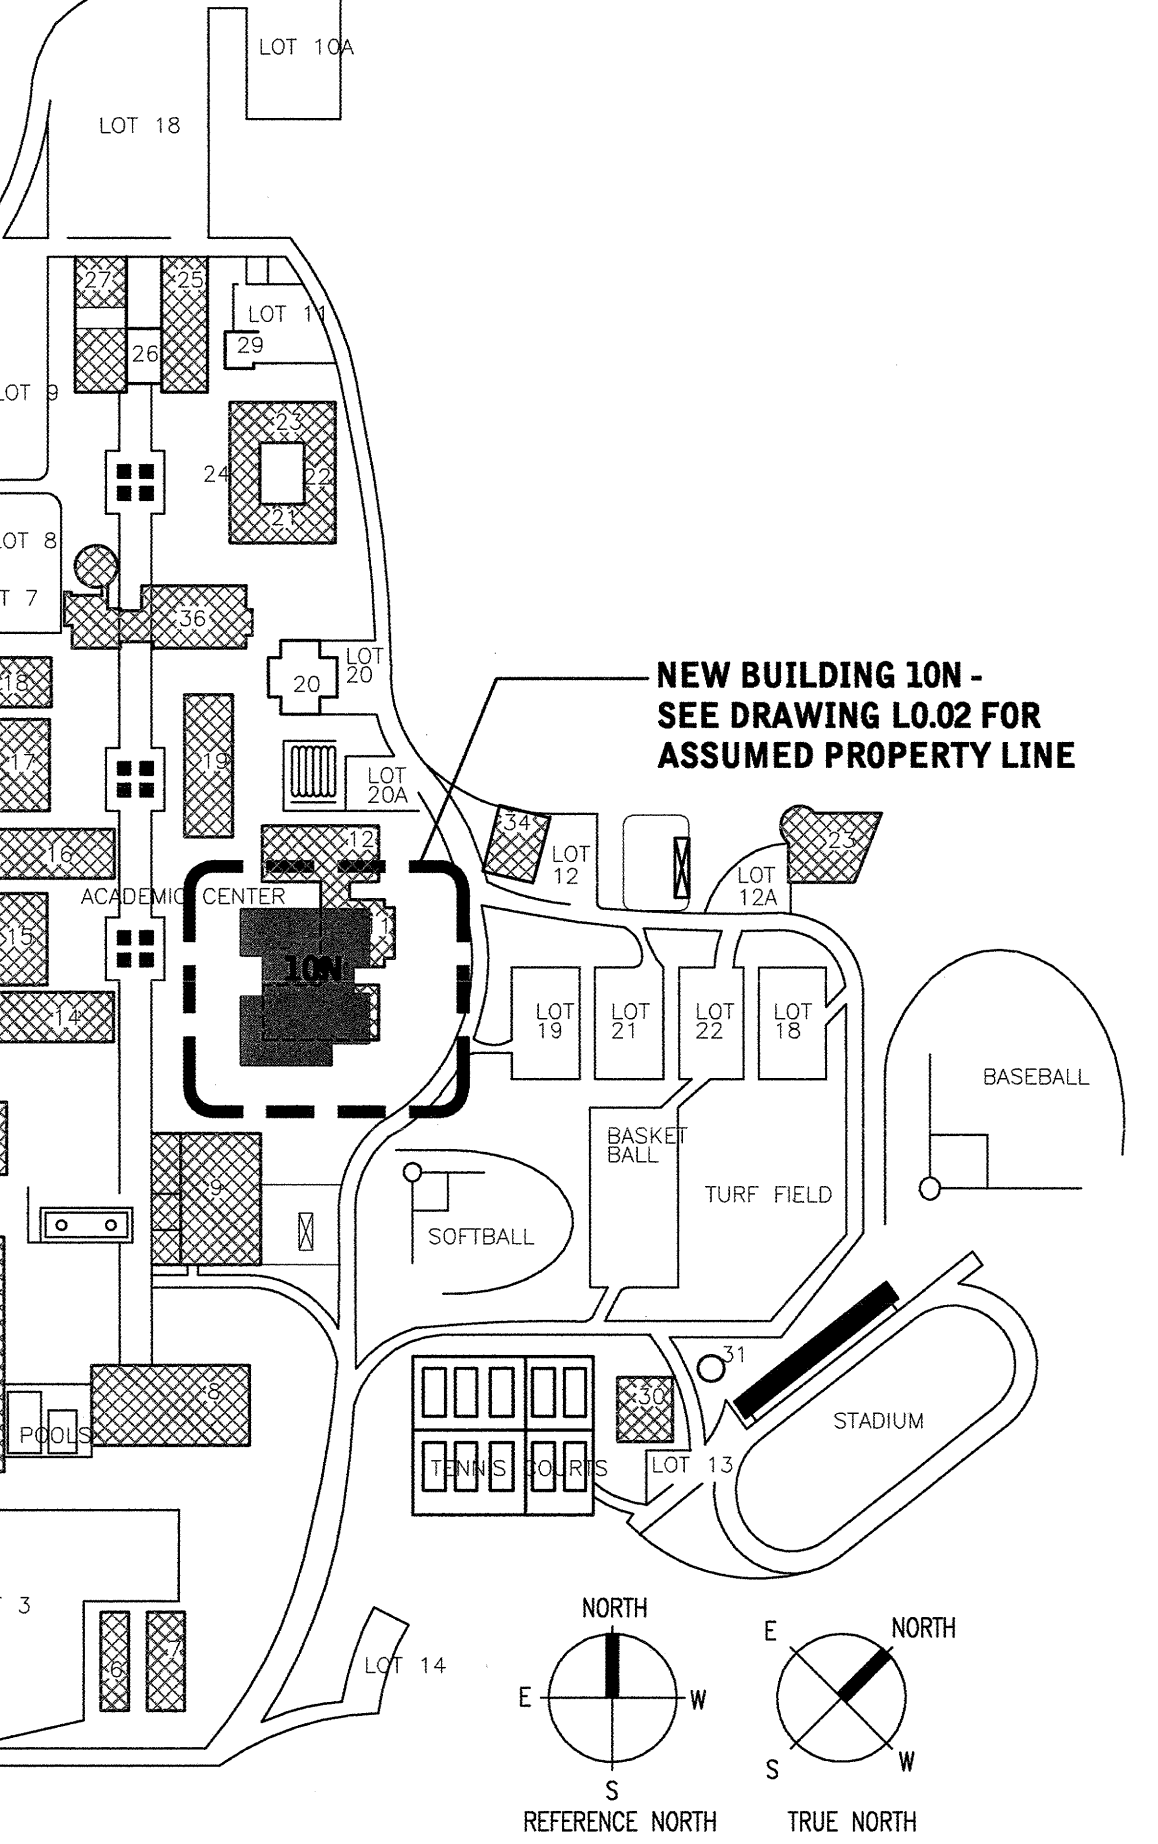 LOT 10A
LOT 18
27
25
LOT 11
29
26
LOT 9
23
24
22
21
LOT 8
T 7
36
18
LOT
20
20
NEW BUILDING 10N -
SEE DRAWING L0.02 FOR
ASSUMED PROPERTY LINE
17
19
LOT
20A
34
12
23
16
LOT
12
LOT
12A
ACADEMIC CENTER
15
1
10N
14
LOT
19
LOT
21
LOT
22
LOT
18
BASEBALL
BASKET
BALL
9
TURF FIELD
SOFTBALL
31
8
30
STADIUM
POOLS
TENNIS COURTS
LOT 13
3
6
7
LOT 14
NORTH
E
W
S
REFERENCE NORTH
E
NORTH
S
W
TRUE NORTH